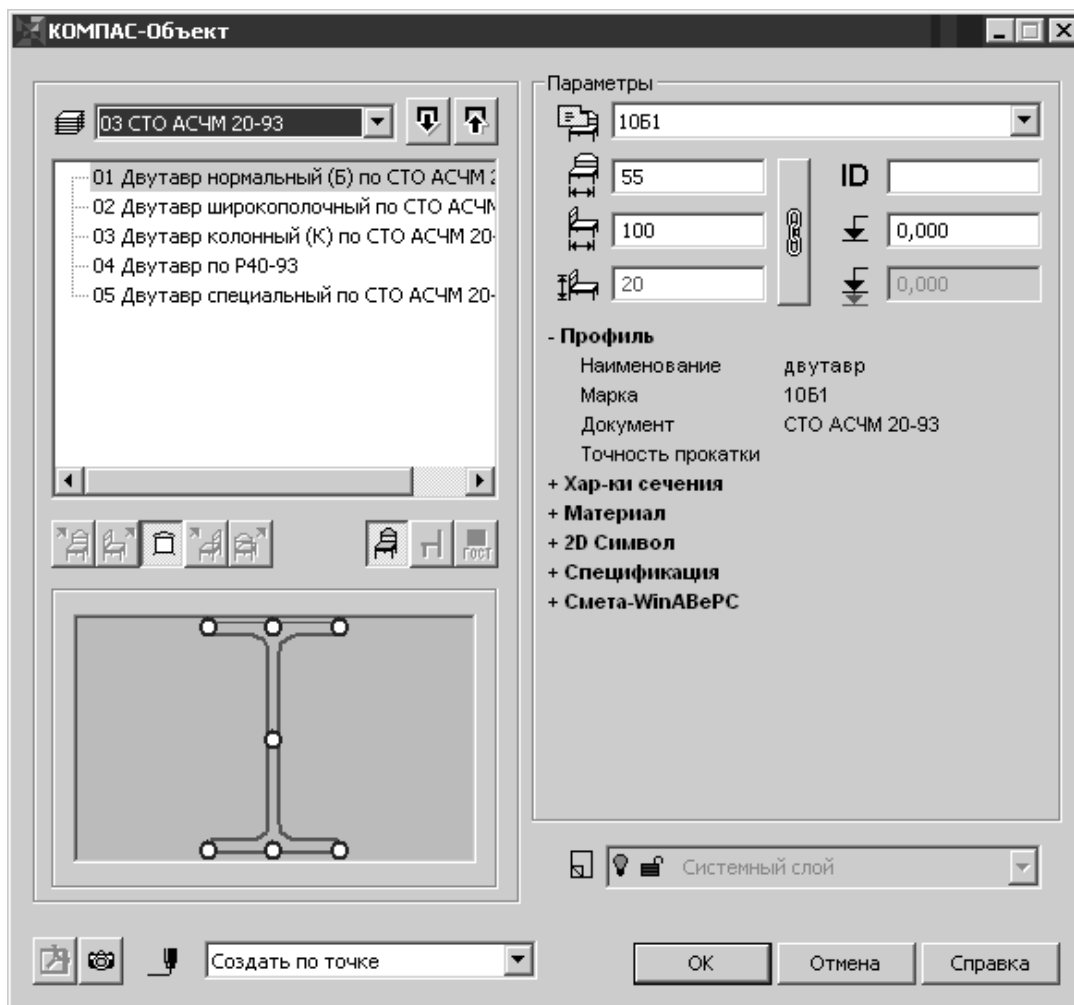 КОМПАС-Объект
03 СТО АСЧМ 20-93
01 Двутавр нормальный (Б) по СТО АСЧМ 2
02 Двутавр широкополочный по СТО АСЧМ
03 Двутавр колонный (К) по СТО АСЧМ 20-
04 Двутавр по Р40-93
05 Двутавр специальный по СТО АСЧМ 20-
ГОСТ
Создать по точке
Параметры
10Б1
55
ID
100
0,000
20
0,000
- Профиль
Наименование двутавр
Марка 10Б1
Документ СТО АСЧМ 20-93
Точность прокатки
+ Хар-ки сечения
+ Материал
+ 2D Символ
+ Спецификация
+ Смета-WinАВеРС
Системный слой
ОК
Отмена
Справка